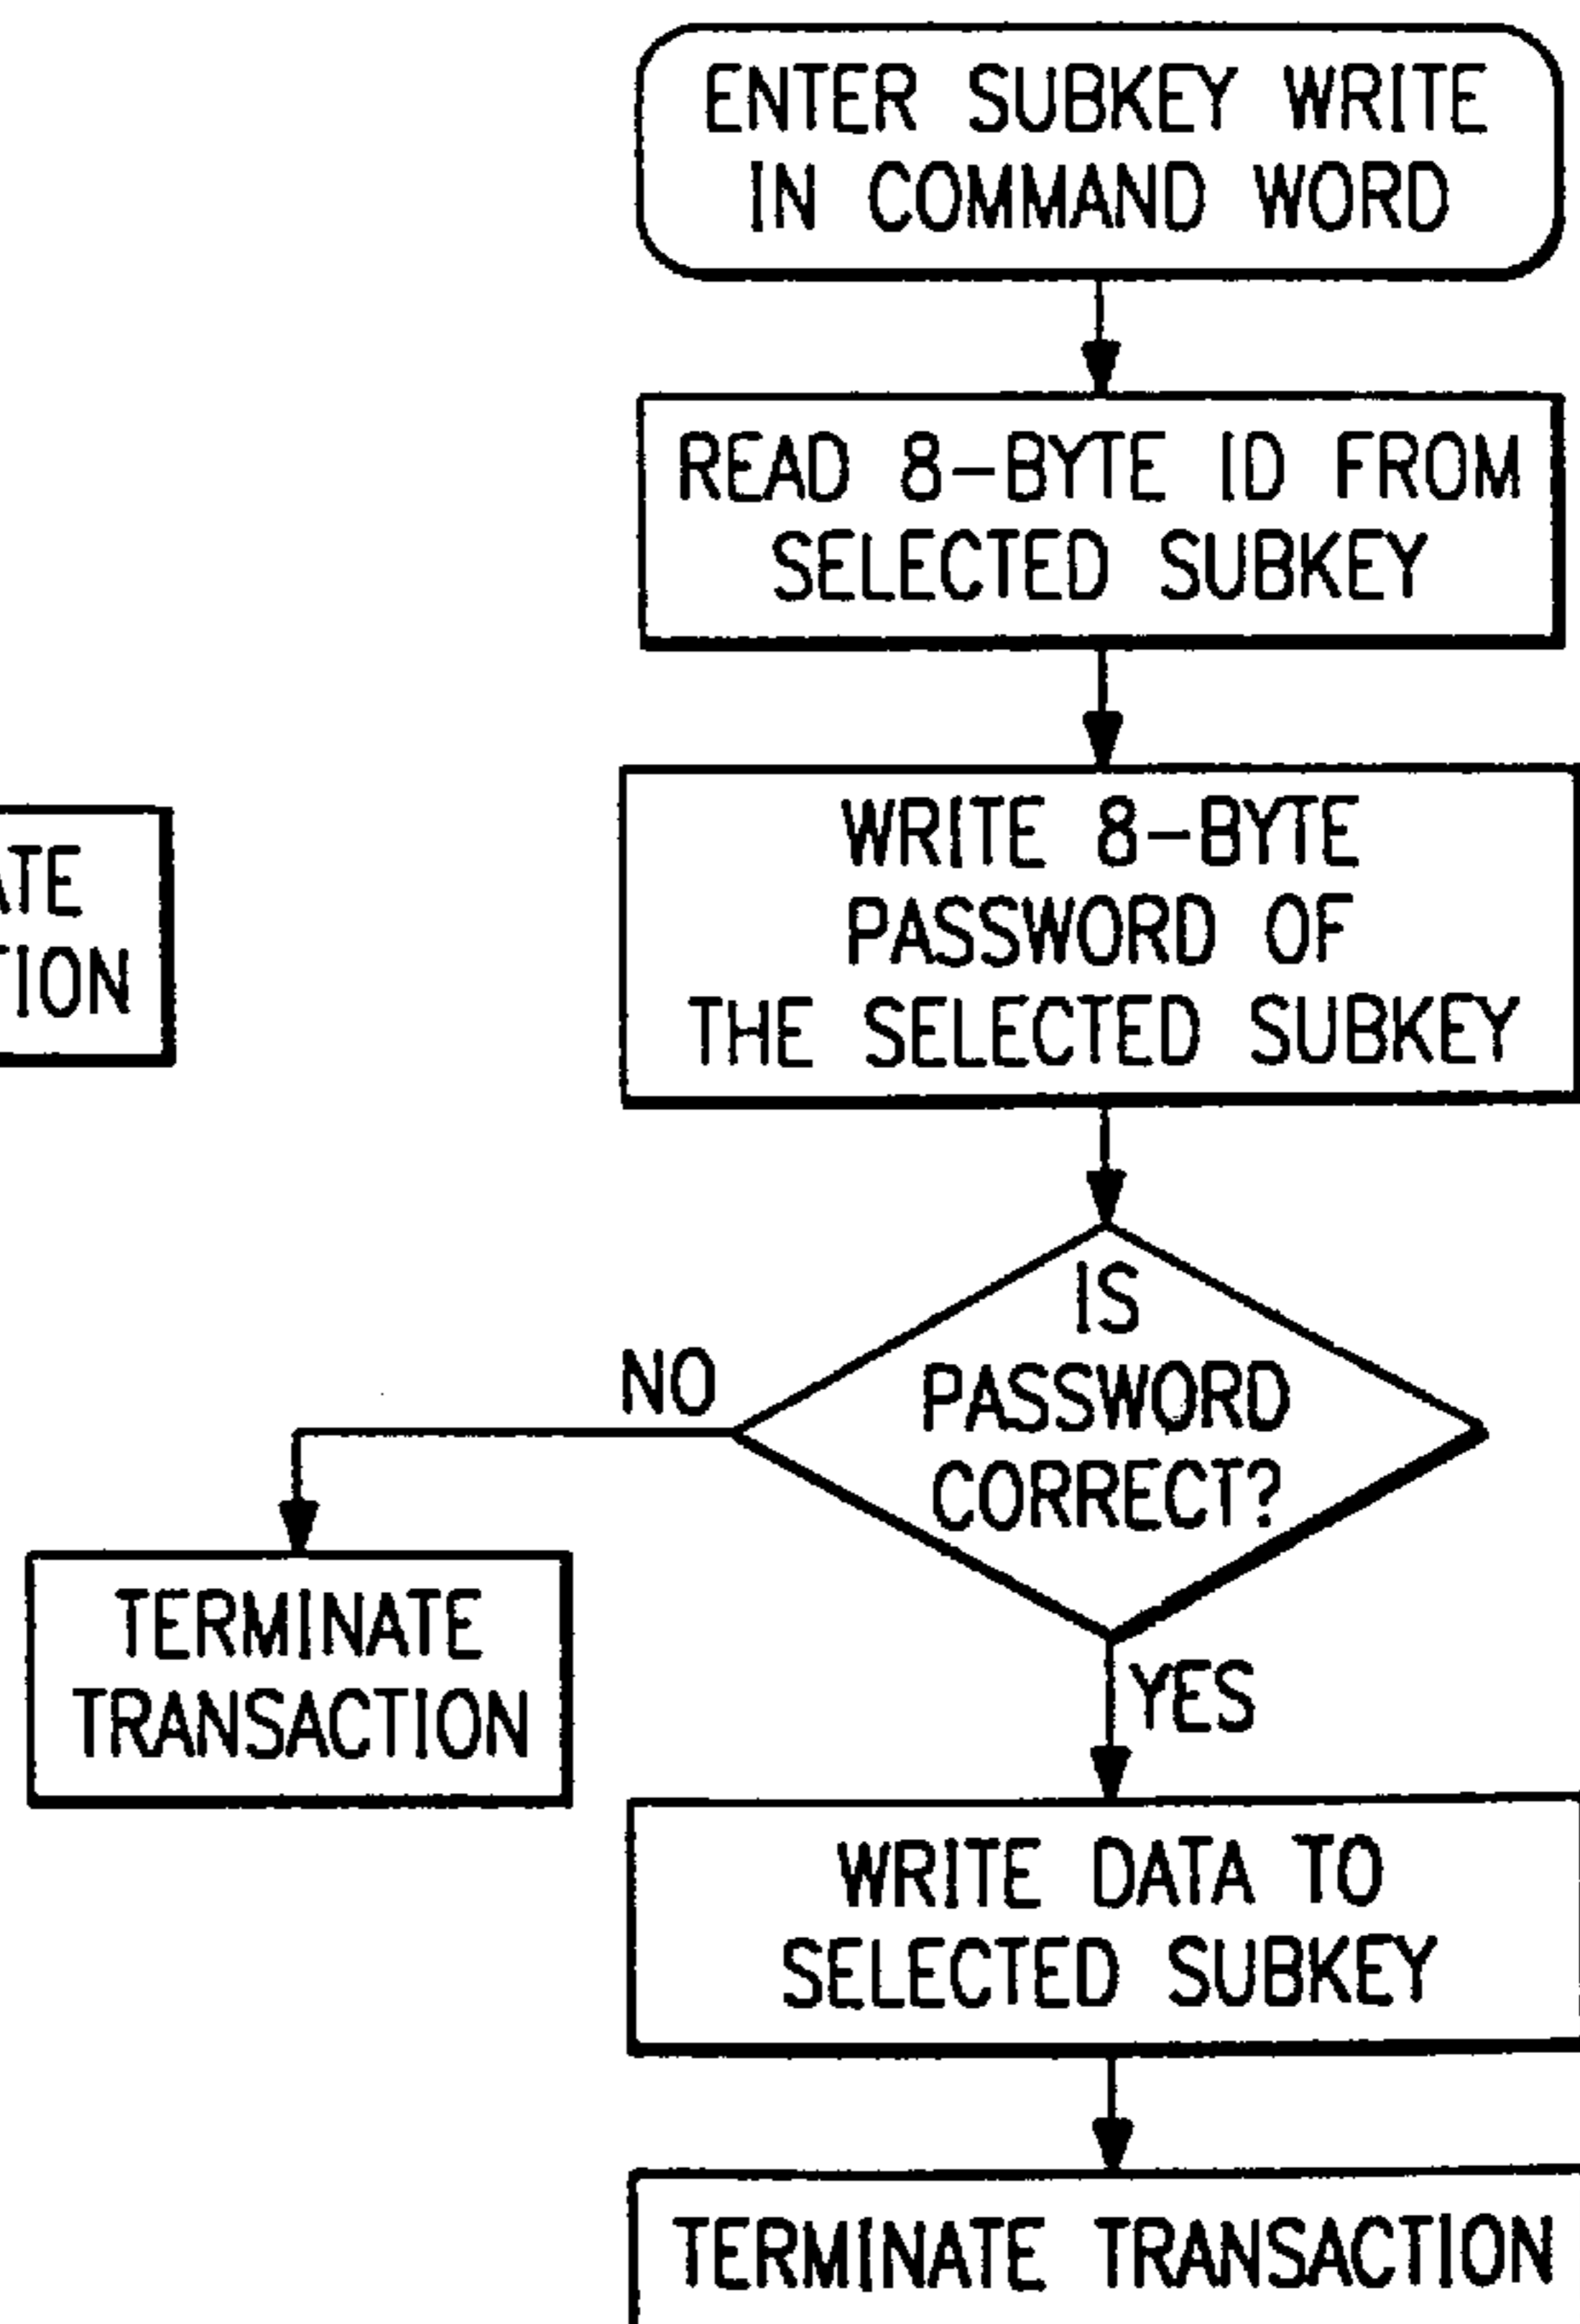 ENTER SUBKEY WRITE
IN COMMAND WORD
READ 8-BYTE ID FROM
SELECTED SUBKEY
WRITE 8-BYTE
PASSWORD OF
THE SELECTED SUBKEY
IS
PASSWORD
CORRECT?
NO
TERMINATE
TRANSACTION
YES
WRITE DATA TO
SELECTED SUBKEY
TERMINATE TRANSACTION